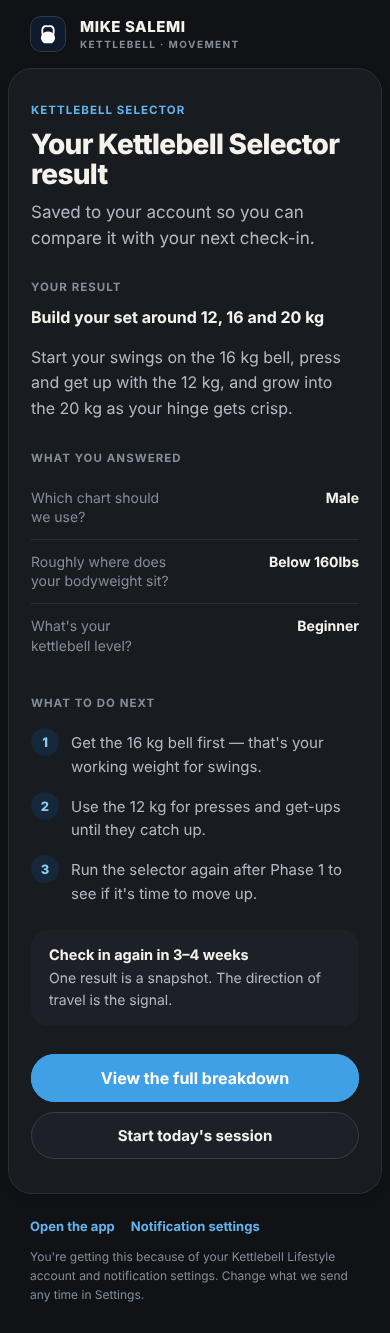 MIKE SALEMI
KETTLEBELL · MOVEMENT
KETTLEBELL SELECTOR
Your Kettlebell Selector
result
Saved to your account so you can
compare it with your next check-in.
YOUR RESULT
Build your set around 12, 16 and 20 kg
Start your swings on the 16 kg bell, press
and get up with the 12 kg, and grow into
the 20 kg as your hinge gets crisp.
WHAT YOU ANSWERED
Which chart should
we use?
Male
Roughly where does
your bodyweight sit?
Below 160lbs
What's your
kettlebell level?
Beginner
WHAT TO DO NEXT
1 Get the 16 kg bell first — that's your
working weight for swings.
2 Use the 12 kg for presses and get-ups
until they catch up.
3 Run the selector again after Phase 1 to
see if it's time to move up.
Check in again in 3–4 weeks
One result is a snapshot. The direction of
travel is the signal.
View the full breakdown
Start today's session
Open the app Notification settings
You're getting this because of your Kettlebell Lifestyle
account and notification settings. Change what we send
any time in Settings.